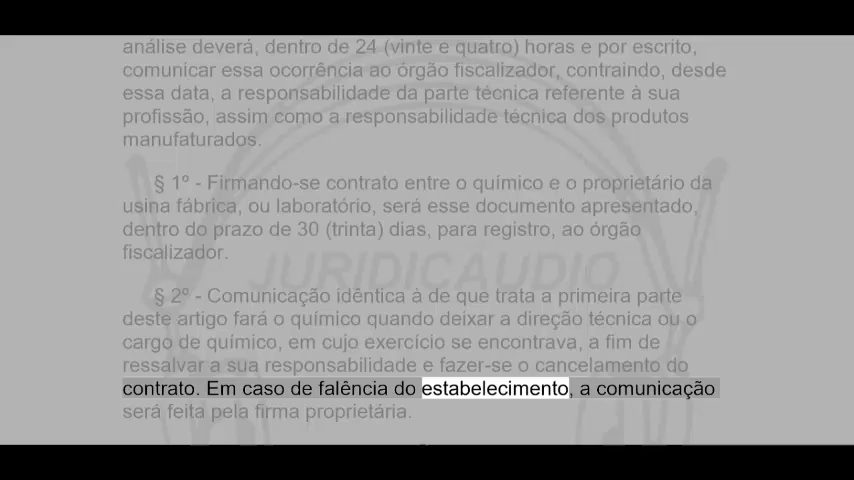 análise deverá, dentro de 24 (vinte e quatro) horas e por escrito,
comunicar essa ocorrência ao órgão fiscalizador, contraindo, desde
essa data, a responsabilidade da parte técnica referente à sua
profissão, assim como a responsabilidade técnica dos produtos
manufaturados.
§ 1º - Firmando-se contrato entre o químico e o proprietário da
usina fábrica, ou laboratório, será esse documento apresentado,
dentro do prazo de 30 (trinta) dias, para registro, ao órgão
fiscalizador.
JURIDICÁUDIO
§ 2º - Comunicação idêntica à de que trata a primeira parte
deste artigo fará o químico quando deixar a direção técnica ou o
cargo de químico, em cujo exercício se encontrava, a fim de
ressalvar a sua responsabilidade e fazer-se o cancelamento do
contrato. Em caso de falência do estabelecimento, a comunicação
será feita pela firma proprietária.